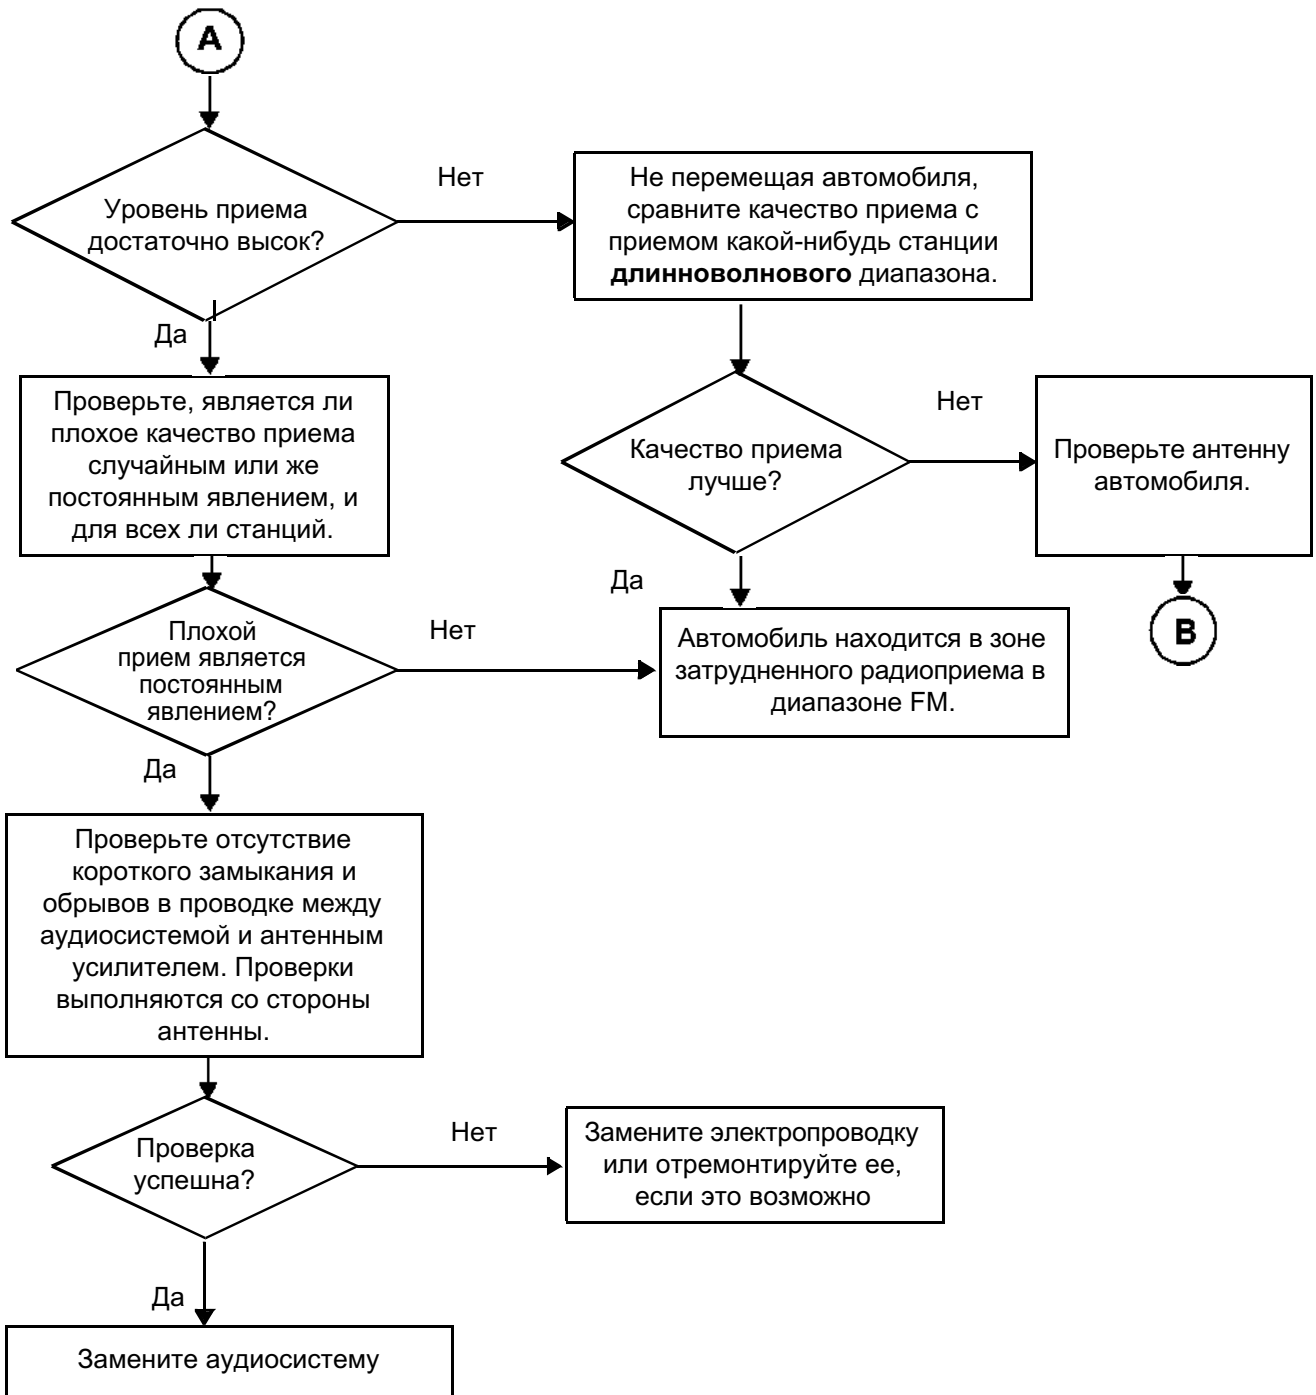 A
Уровень приема
достаточно высок?
Нет
Не перемещая автомобиля,
сравните качество приема с
приемом какой-нибудь станции
длинноволнового диапазона.
Да
Проверьте, является ли
плохое качество приема
случайным или же
постоянным явлением, и
для всех ли станций.
Качество приема
лучше?
Нет
Проверьте антенну
автомобиля.
Да
B
Плохой
прием является
постоянным
явлением?
Нет
Автомобиль находится в зоне
затрудненного радиоприема в
диапазоне FM.
Да
Проверьте отсутствие
короткого замыкания и
обрывов в проводке между
аудиосистемой и антенным
усилителем. Проверки
выполняются со стороны
антенны.
Проверка
успешна?
Нет
Замените электропроводку
или отремонтируйте ее,
если это возможно
Да
Замените аудиосистему